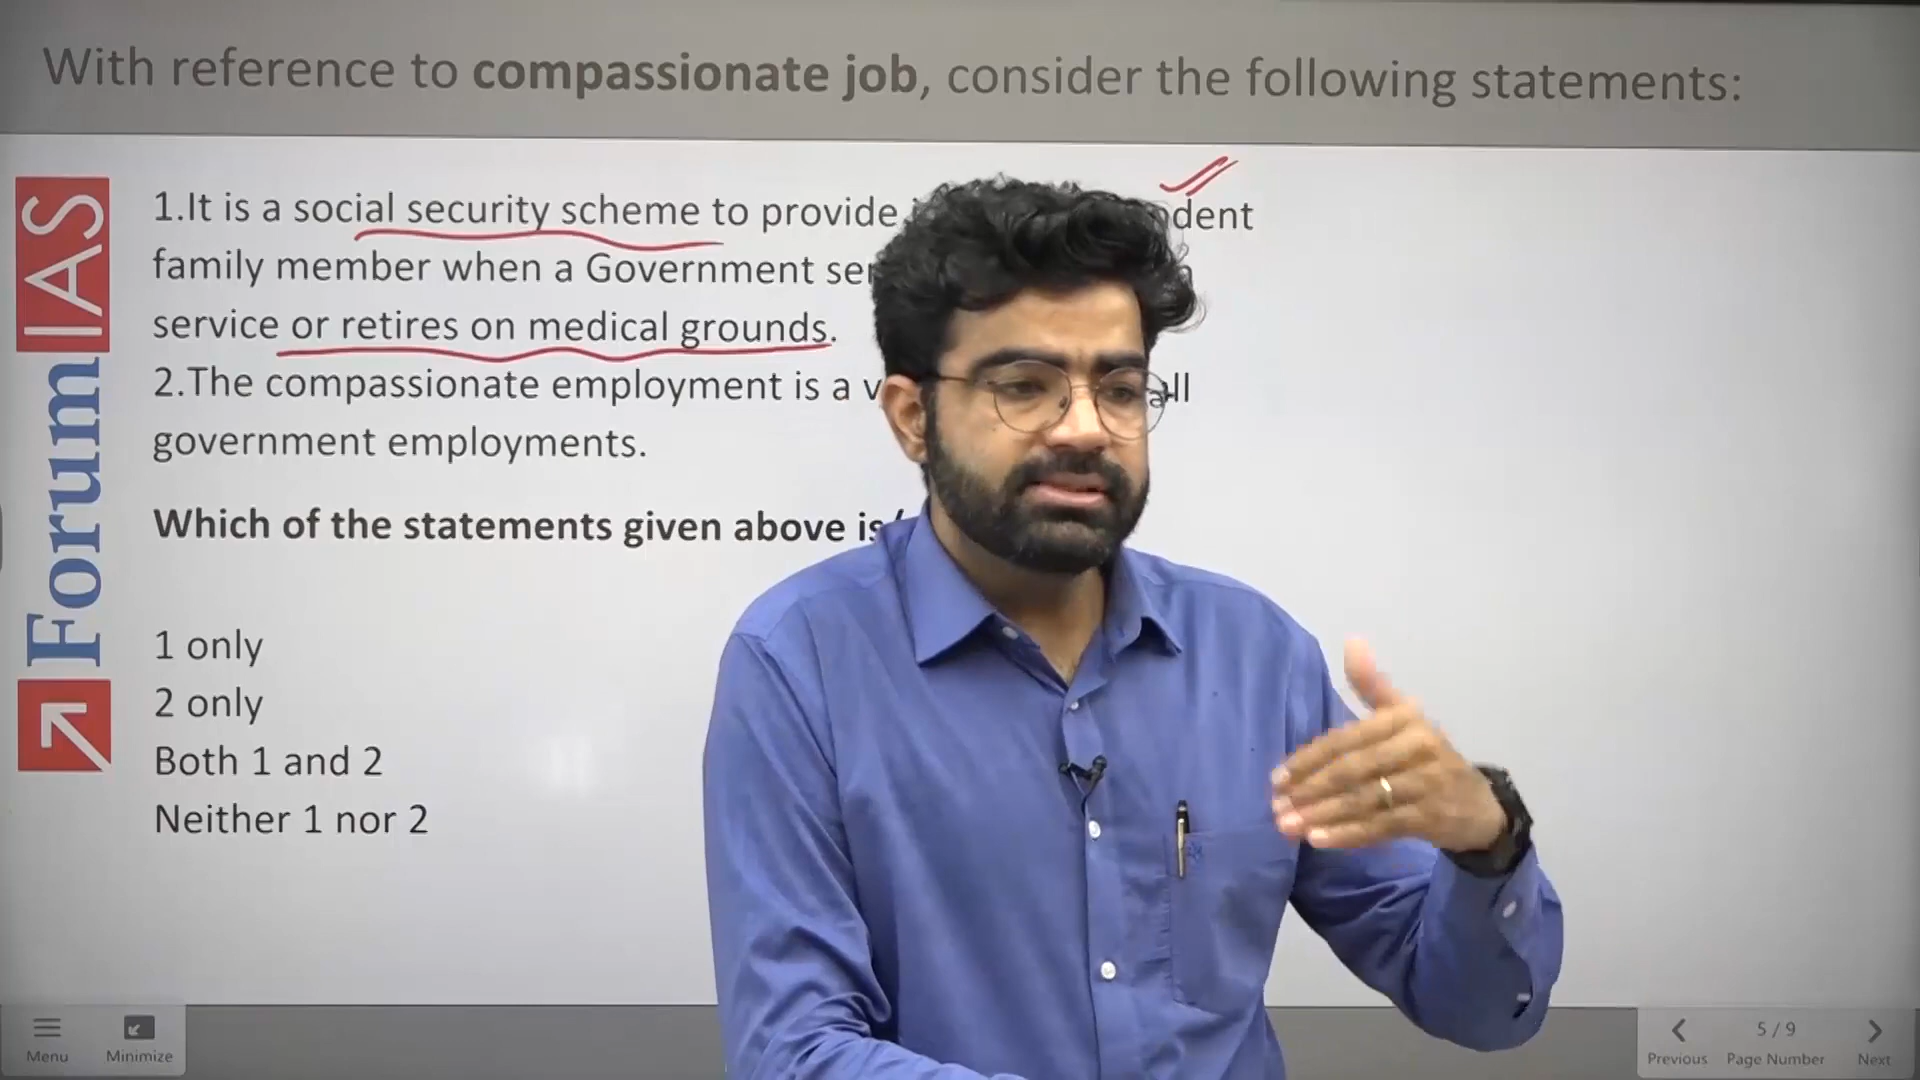 With reference to compassionate job, consider the following statements:
1.It is a social security scheme to provide dent
family member when a Government ser
service or retires on medical grounds.
2.The compassionate employment is a v all
government employments.
Which of the statements given above is/
1 only
2 only
Both 1 and 2
Neither 1 nor 2
Forum IAS
Menu
Minimize
5 / 9
Previous
Page Number
Next